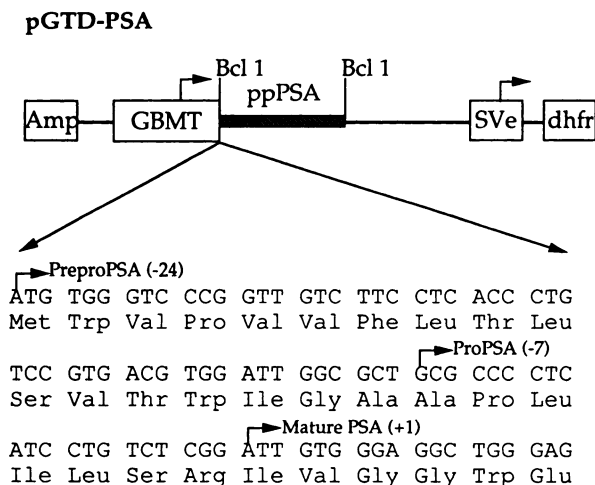 pGTD-PSA
Bcl 1 Bcl 1
ppPSA
Amp GBMT SVe dhfr
PreproPSA (-24)
ATG TGG GTC CCG GTT GTC TTC CTC ACC CTG
Met Trp Val Pro Val Val Phe Leu Thr Leu
ProPSA (-7)
TCC GTG ACG TGG ATT GGC GCT GCG CCC CTC
Ser Val Thr Trp Ile Gly Ala Ala Pro Leu
Mature PSA (+1)
ATC CTG TCT CGG ATT GTG GGA GGC TGG GAG
Ile Leu Ser Arg Ile Val Gly Gly Trp Glu